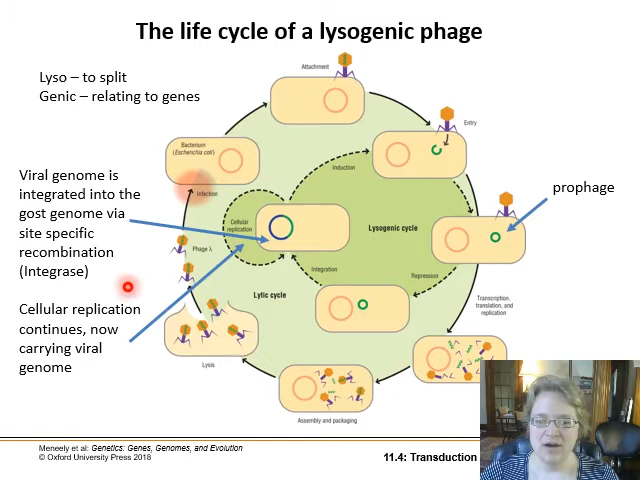 The life cycle of a lysogenic phage
Lyso – to split
Genic – relating to genes
Attachment
Entry
Bacterium
(Escherichia coli)
Infection
Induction
Viral genome is
integrated into the
gost genome via
site specific
recombination
(Integrase)
prophage
Cellular
replication
Lysogenic cycle
Phage λ
Integration
Repression
Lytic cycle
Transcription,
translation, and
replication
Cellular replication
continues, now
carrying viral
genome
Lysis
Assembly and packaging
Meneely et al: Genetics: Genes, Genomes, and Evolution
© Oxford University Press 2018
11.4: Transduction